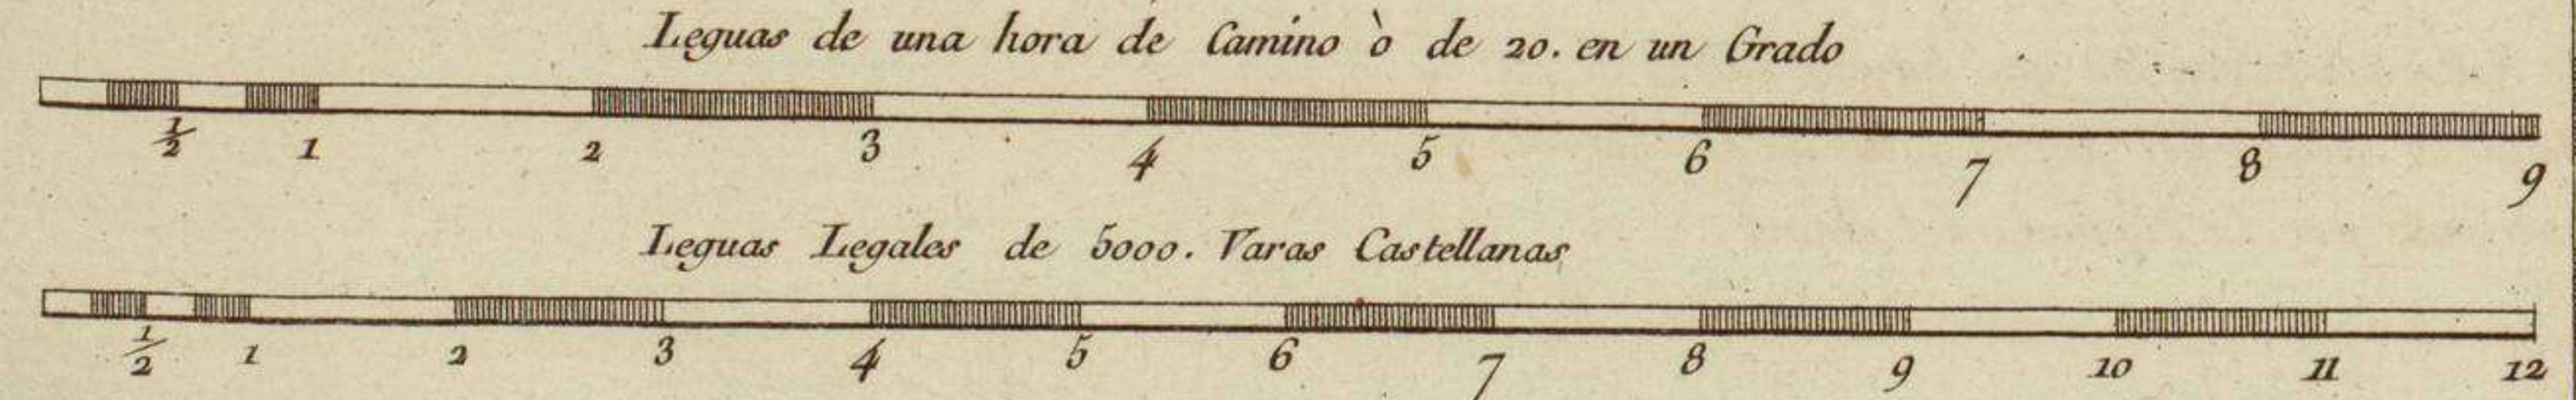 Leguas de una hora de Camino ò de 20. en un Grado
1/2 1 2 3 4 5 6 7 8 9
Leguas Legales de 5000. Varas Castellanas
1/2 1 2 3 4 5 6 7 8 9 10 11 12